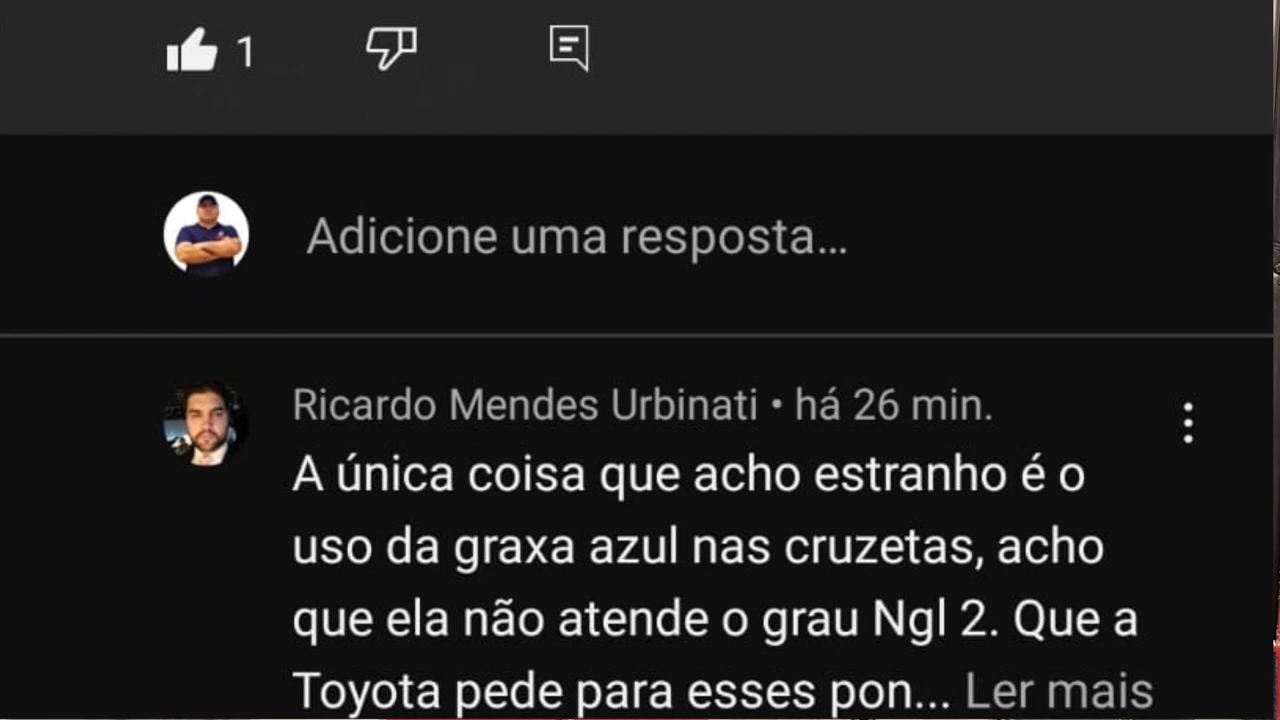 1
Adicione uma resposta...
Ricardo Mendes Urbinati • há 26 min.
A única coisa que acho estranho é o
uso da graxa azul nas cruzetas, acho
que ela não atende o grau Ngl 2. Que a
Toyota pede para esses pon... Ler mais